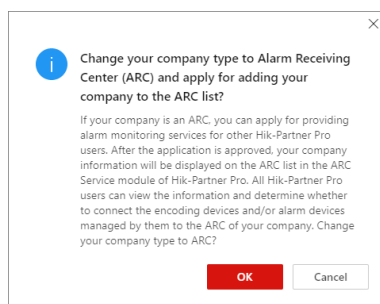 Change your company type to Alarm Receiving
Center (ARC) and apply for adding your
company to the ARC list?
If your company is an ARC, you can apply for providing
alarm monitoring services for other Hik-Partner Pro
users. After the application is approved, your company
information will be displayed on the ARC list in the ARC
Service module of Hik-Partner Pro. All Hik-Partner Pro
users can view the information and determine whether
to connect the encoding devices and/or alarm devices
managed by them to the ARC of your company. Change
your company type to ARC?
OK
Cancel